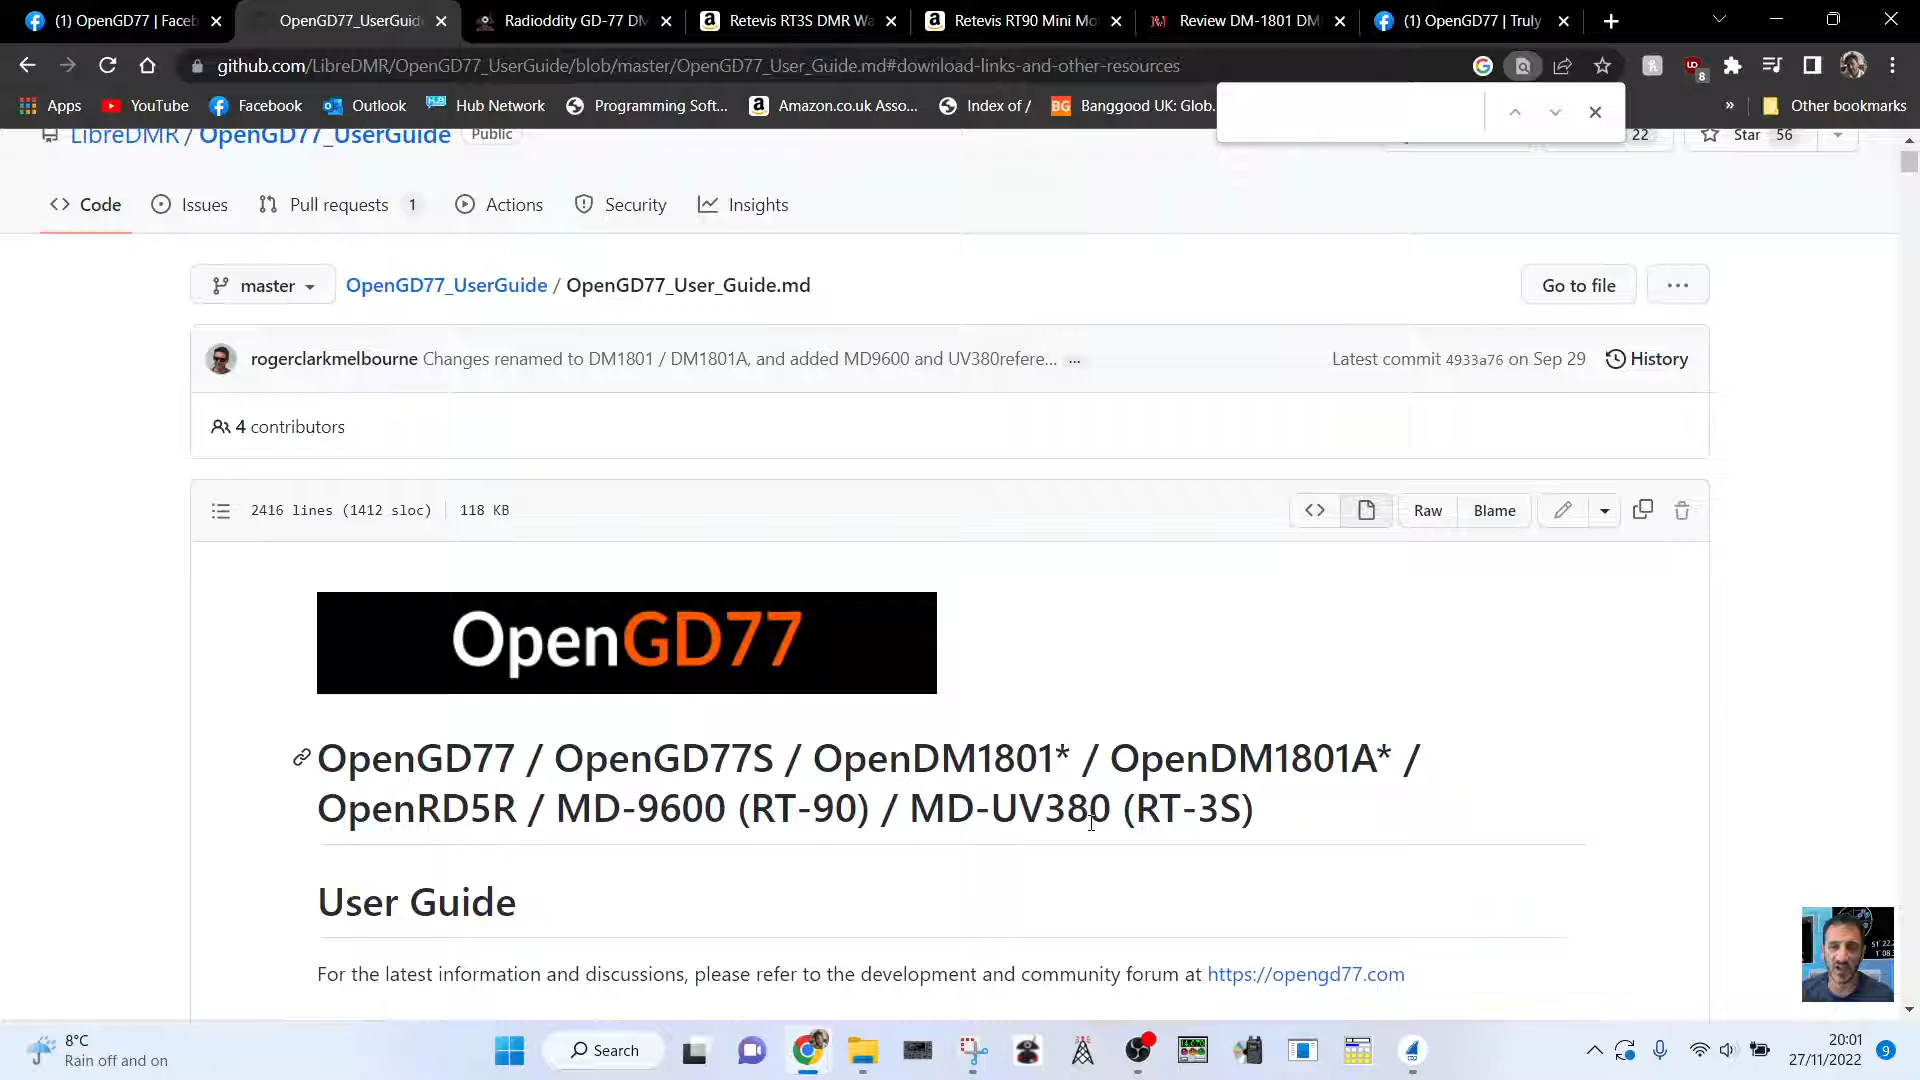 (1) OpenGD77 | Faceb
OpenGD77_UserGuid
Radioddity GD-77 DM
Retevis RT3S DMR Wa
Retevis RT90 Mini Mo
Review DM-1801 DM
(1) OpenGD77 | Truly
github.com/LibreDMR/OpenGD77_UserGuide/blob/master/OpenGD77_User_Guide.md#download-links-and-other-resources
8
Apps
YouTube
Facebook
Outlook
Hub Network
Programming Soft...
Amazon.co.uk Asso...
Index of /
BG
Banggood UK: Glob.
»
Other bookmarks
LibreDMR / OpenGD77_UserGuide
Public
22
Star 56
Code
Issues
Pull requests 1
Actions
Security
Insights
master
OpenGD77_UserGuide / OpenGD77_User_Guide.md
Go to file
...
rogerclarkmelbourne Changes renamed to DM1801 / DM1801A, and added MD9600 and UV380refere... ...
Latest commit 4933a76 on Sep 29
History
4 contributors
2416 lines (1412 sloc)
118 KB
<>
Raw
Blame
OpenGD77
OpenGD77 / OpenGD77S / OpenDM1801* / OpenDM1801A* /
OpenRD5R / MD-9600 (RT-90) / MD-UV380 (RT-3S)
User Guide
For the latest information and discussions, please refer to the development and community forum at https://opengd77.com
8°C
Rain off and on
Search
20:01
27/11/2022
9